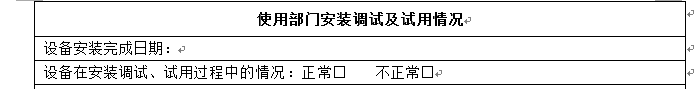 使用部门安装调试及试用情况
设备安装完成日期：
设备在安装调试、试用过程中的情况：正常□ 不正常□